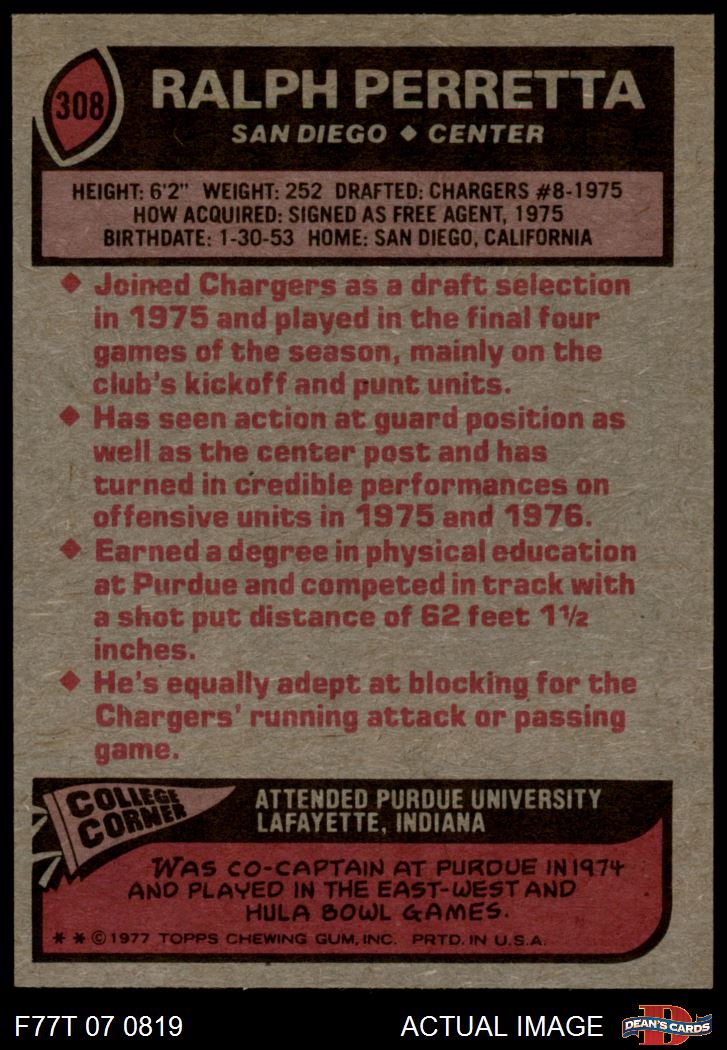 308
RALPH PERRETTA
SAN DIEGO ◆ CENTER
HEIGHT: 6'2" WEIGHT: 252 DRAFTED: CHARGERS #8-1975
HOW ACQUIRED: SIGNED AS FREE AGENT, 1975
BIRTHDATE: 1-30-53 HOME: SAN DIEGO, CALIFORNIA
◆ Joined Chargers as a draft selection
in 1975 and played in the final four
games of the season, mainly on the
club's kickoff and punt units.
◆ Has seen action at guard position as
well as the center post and has
turned in credible performances on
offensive units in 1975 and 1976.
◆ Earned a degree in physical education
at Purdue and competed in track with
a shot put distance of 62 feet 1½
inches.
◆ He's equally adept at blocking for the
Chargers' running attack or passing
game.
COLLEGE
CORNER
ATTENDED PURDUE UNIVERSITY
LAFAYETTE, INDIANA
WAS CO-CAPTAIN AT PURDUE IN 1974
AND PLAYED IN THE EAST-WEST AND
HULA BOWL GAMES.
* * © 1977 TOPPS CHEWING GUM, INC. PRTD. IN U.S.A.
F77T 07 0819 ACTUAL IMAGE
D
DEAN'S CARDS